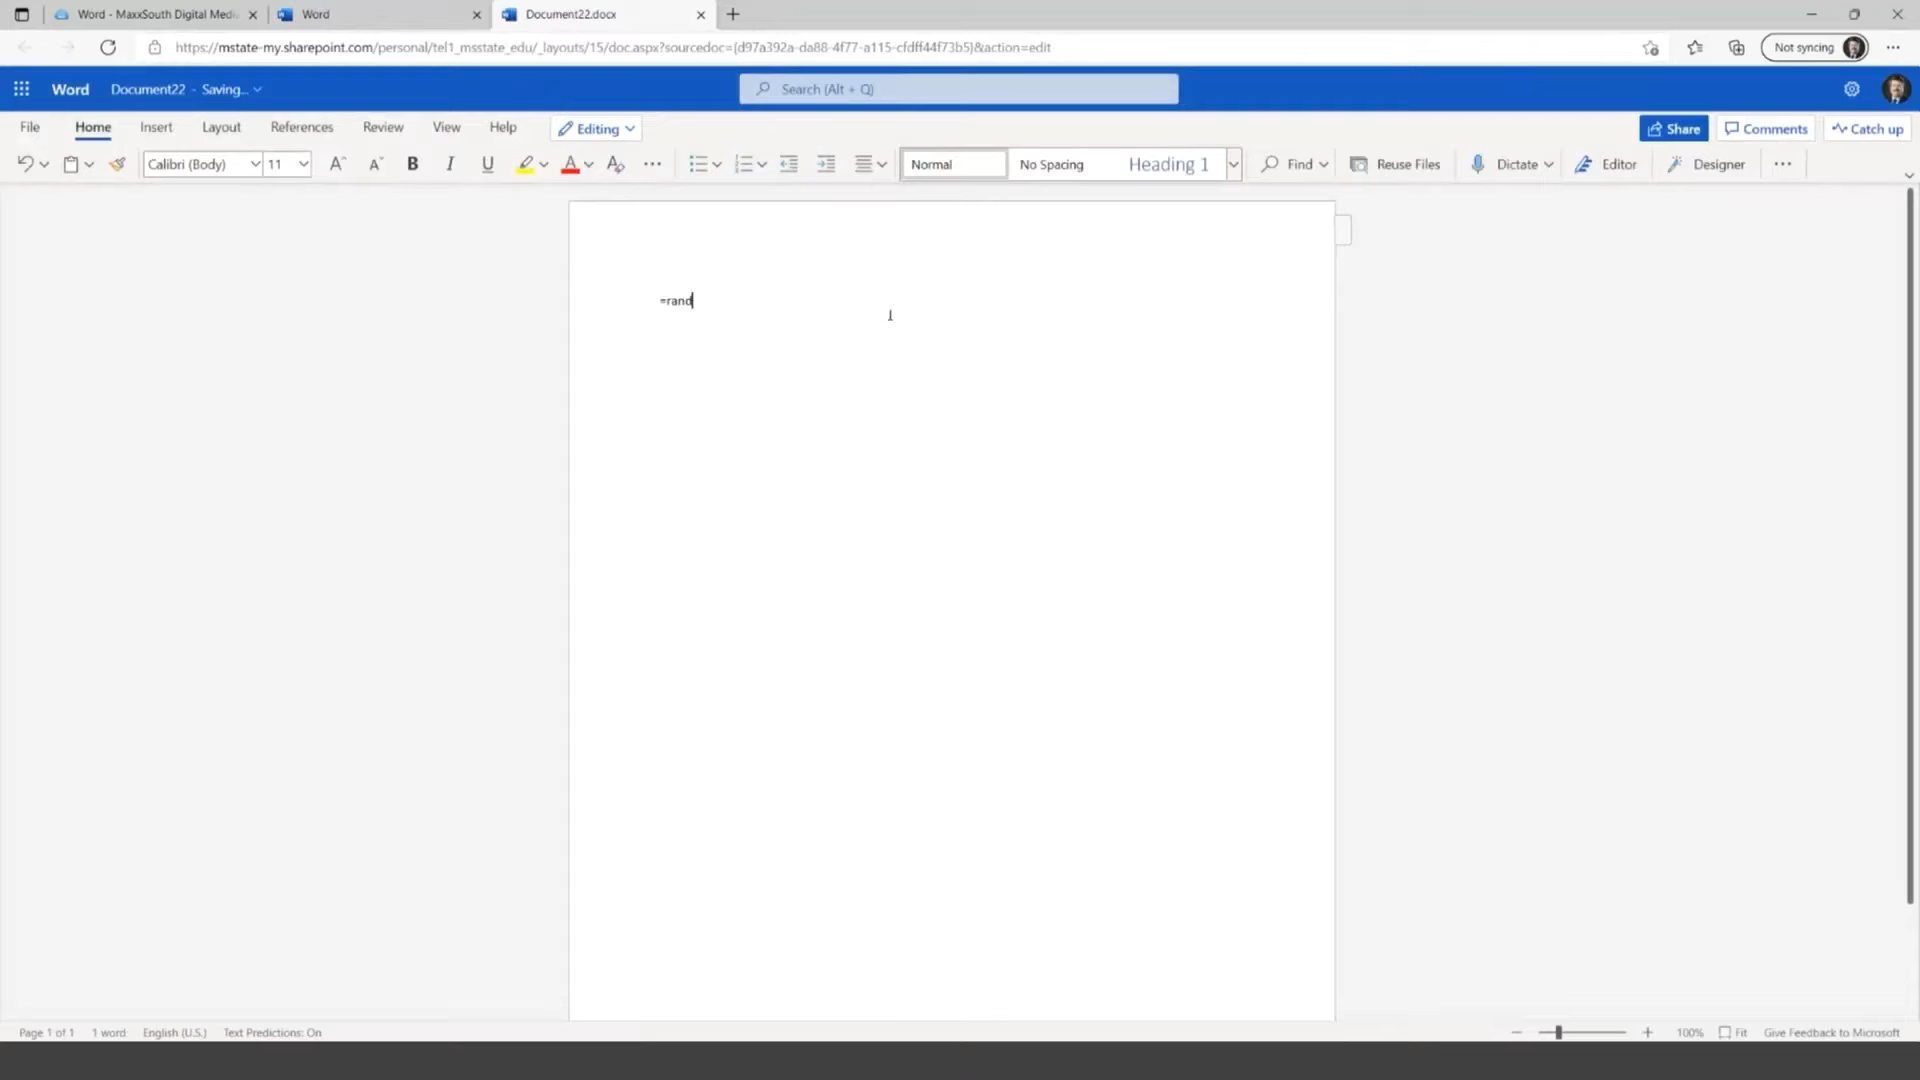 Word - MaxxSouth Digital Medi
Word
Document22.docx
https://mstate-my.sharepoint.com/personal/tel1_msstate_edu/_layouts/15/doc.aspx?sourcedoc={d97a392a-da88-4f77-a115-cfdff44f73b5}&action=edit
Not syncing
Word
Document22 - Saving...
Search (Alt + Q)
File
Home
Insert
Layout
References
Review
View
Help
Editing
Share
Comments
Catch up
Calibri (Body)
11
Normal
No Spacing
Heading 1
Find
Reuse Files
Dictate
Editor
Designer
=rand
Page 1 of 1
1 word
English (U.S.)
Text Predictions: On
100%
Fit
Give Feedback to Microsoft